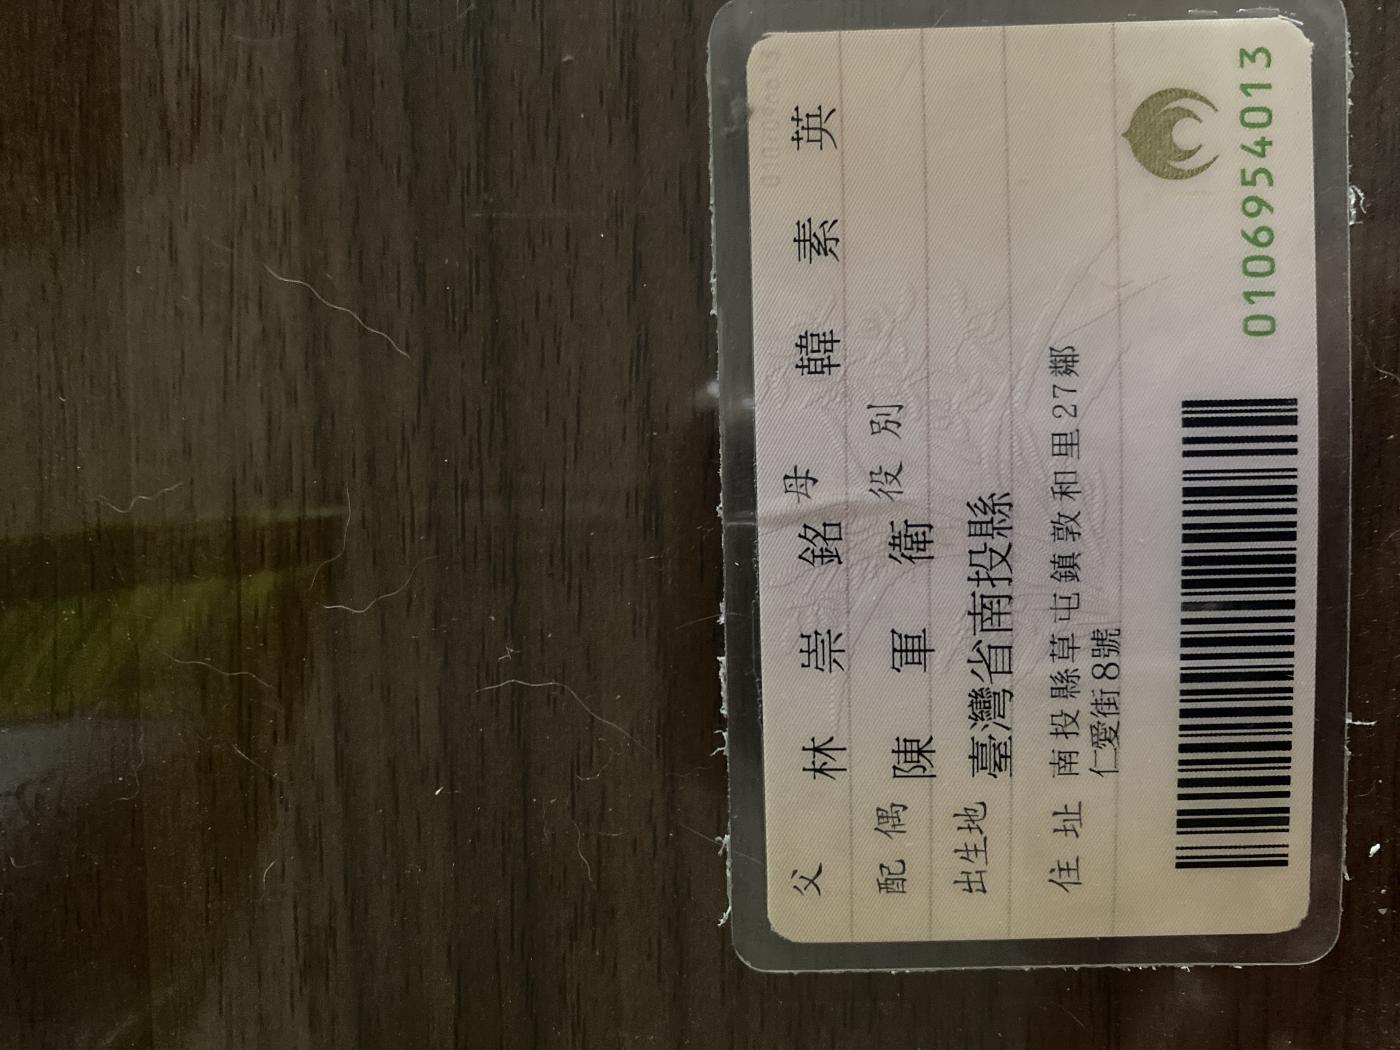 父 林崇銘 母 韓素英
配偶 陳軍衛 役別
出生地 臺灣省南投縣
住址 南投縣草屯鎮敦和里27鄰
仁愛街8號
0106954013